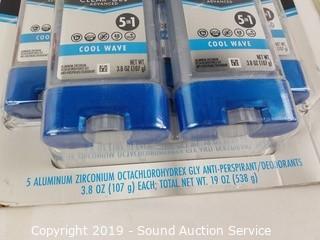 ADVANCED
5in1
COOL WAVE
NET WT
3.8 OZ (107 g)
ADVANCED
5in1
COOL WAVE
NET WT
3.8 OZ (107 g)
5 ALUMINUM ZIRCONIUM OCTACHLOROHYDREX GLY ANTI-PERSPIRANT/DEODORANTS
3.8 OZ (107 g) EACH; TOTAL NET WT. 19 OZ (538 g)
Copyright 2019 - Sound Auction Service